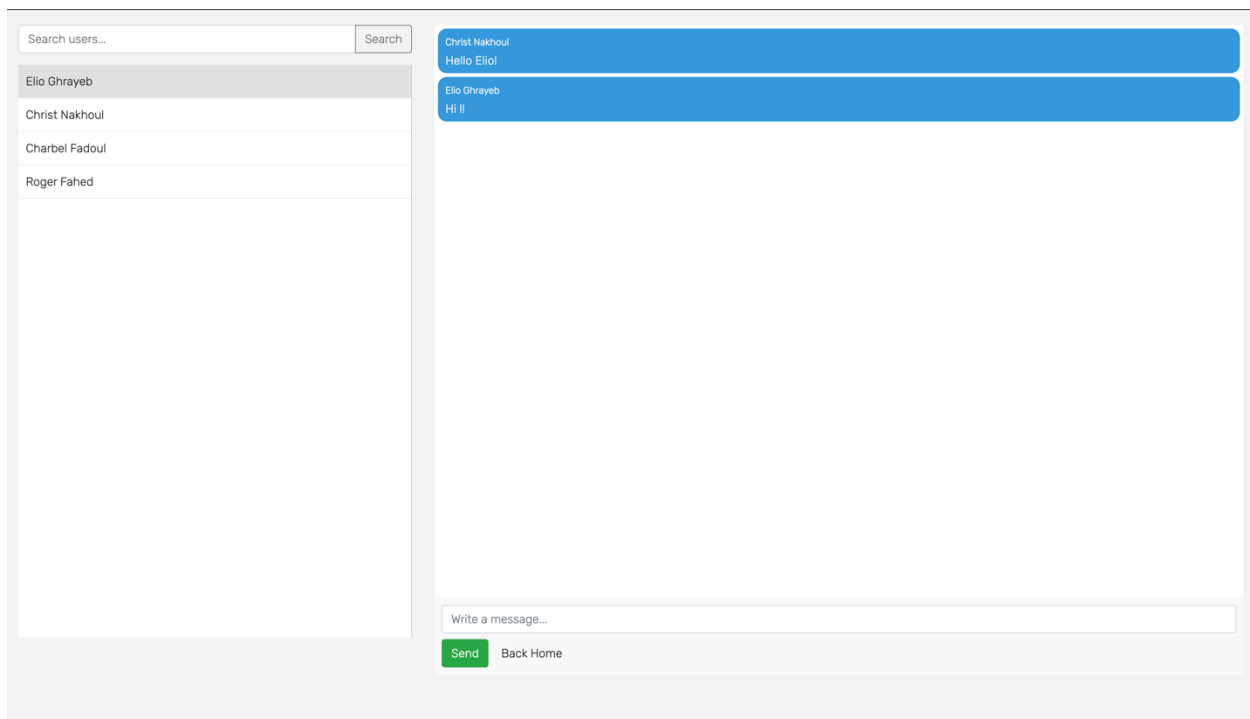 Search users...
Search
Elio Ghrayeb
Christ Nakhoul
Charbel Fadoul
Roger Fahed
Christ Nakhoul
Hello Elio!
Elio Ghrayeb
Hi !!
Write a message...
Send
Back Home